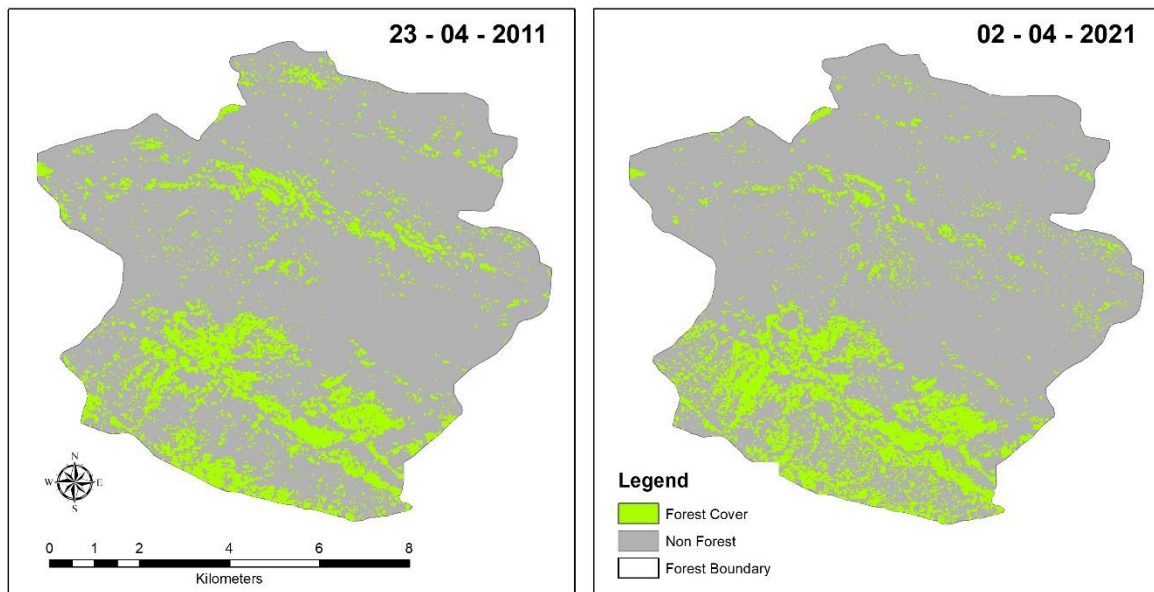 23 - 04 - 2011
N
W E
S
0 1 2 4 6 8
Kilometers
02 - 04 - 2021
Legend
Forest Cover
Non Forest
Forest Boundary